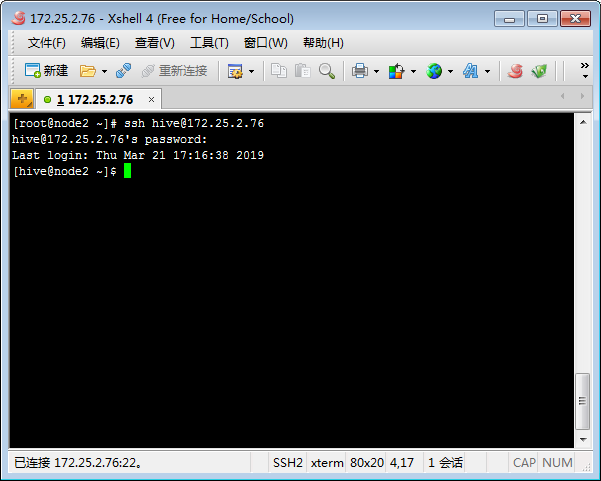 172.25.2.76 - Xshell 4 (Free for Home/School)
文件(F) 编辑(E) 查看(V) 工具(T) 窗口(W) 帮助(H)
新建 重新连接
1 172.25.2.76
[root@node2 ~]# ssh hive@172.25.2.76
hive@172.25.2.76's password:
Last login: Thu Mar 21 17:16:38 2019
[hive@node2 ~]$
已连接 172.25.2.76:22。 SSH2 xterm 80x20 4,17 1 会话 CAP NUM